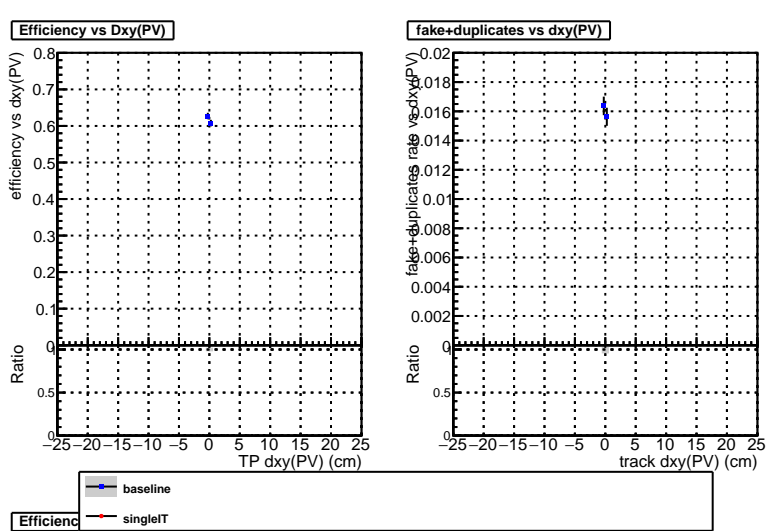 Efficiency vs Dxy(PV)
efficiency vs dxy(PV)
0.8
0.7
0.6
0.5
0.4
0.3
0.2
0.1
0
Ratio
1
0.5
0
−25 −20 −15 −10 −5 0 5 10 15 20 25
TP dxy(PV) (cm)
fake+duplicates vs dxy(PV)
fake+duplicates rate vs dxy(PV)
0.02
0.018
0.016
0.014
0.012
0.01
0.008
0.006
0.004
0.002
0
Ratio
1
0.5
0
−25 −20 −15 −10 −5 0 5 10 15 20 25
track dxy(PV) (cm)
baseline
singleIT
Efficienc